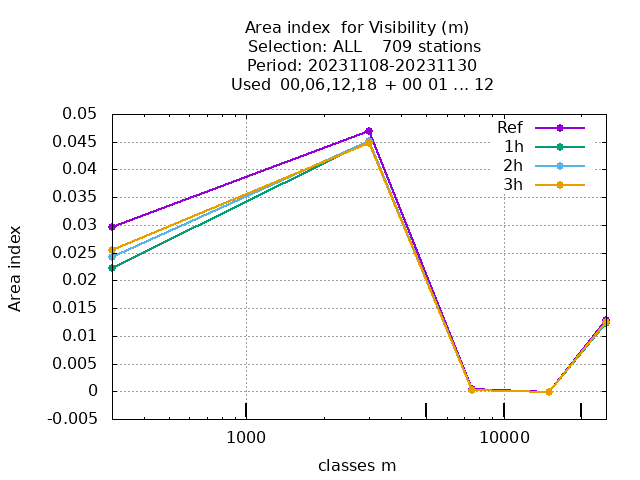 Area index  for Visibility (m)
Selection: ALL    709 stations
Period: 20231108-20231130
Used  00,06,12,18  + 00 01 ... 12
Ref
1h
2h
3h
0.05
0.045
0.04
0.035
0.03
0.025
0.02
0.015
0.01
0.005
0
-0.005
Area index
1000
10000
classes m